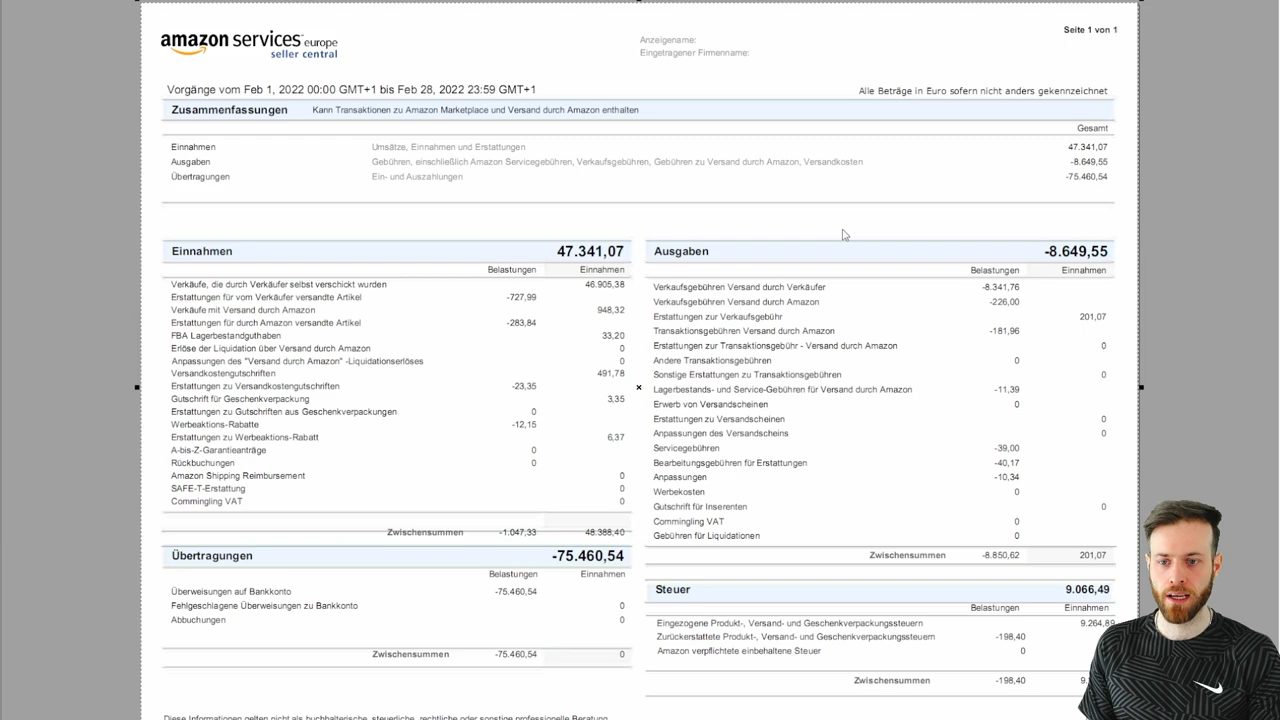 amazon services europe
seller central
Anzeigename:
Eingetragener Firmenname:
Seite 1 von 1
Vorgänge vom Feb 1, 2022 00:00 GMT+1 bis Feb 28, 2022 23:59 GMT+1
Alle Beträge in Euro sofern nicht anders gekennzeichnet
Zusammenfassungen Kann Transaktionen zu Amazon Marketplace und Versand durch Amazon enthalten
Gesamt
Einnahmen Umsätze, Einnahmen und Erstattungen 47.341,07
Ausgaben Gebühren, einschließlich Amazon Servicegebühren, Verkaufsgebühren, Gebühren zu Versand durch Amazon, Versandkosten -8.649,55
Übertragungen Ein- und Auszahlungen -75.460,54
Einnahmen 47.341,07
Belastungen Einnahmen
Verkäufe, die durch Verkäufer selbst verschickt wurden 46.905,38
Erstattungen für vom Verkäufer versandte Artikel -727,99
Verkäufe mit Versand durch Amazon 948,32
Erstattungen für durch Amazon versandte Artikel -283,84
FBA Lagerbestandguthaben 33,20
Erlöse der Liquidation über Versand durch Amazon 0
Anpassungen des "Versand durch Amazon" -Liquidationserlöses 0
Versandkostengutschriften 491,78
Erstattungen zu Versandkostengutschriften -23,35
Gutschrift für Geschenkverpackung 3,35
Erstattungen zu Gutschriften aus Geschenkverpackungen 0
Werbeaktions-Rabatte -12,15
Erstattungen zu Werbeaktions-Rabatt 6,37
A-bis-Z-Garantieanträge 0
Rückbuchungen 0
Amazon Shipping Reimbursement 0
SAFE-T-Erstattung 0
Commingling VAT 0
Zwischensummen -1.047,33 48.388,40
Übertragungen -75.460,54
Belastungen Einnahmen
Überweisungen auf Bankkonto -75.460,54
Fehlgeschlagene Überweisungen zu Bankkonto 0
Abbuchungen 0
Zwischensummen -75.460,54 0
Ausgaben -8.649,55
Belastungen Einnahmen
Verkaufsgebühren Versand durch Verkäufer -8.341,76
Verkaufsgebühren Versand durch Amazon -226,00
Erstattungen zur Verkaufsgebühr 201,07
Transaktionsgebühren Versand durch Amazon -181,96
Erstattungen zur Transaktionsgebühr - Versand durch Amazon 0
Andere Transaktionsgebühren 0
Sonstige Erstattungen zu Transaktionsgebühren 0
Lagerbestands- und Service-Gebühren für Versand durch Amazon -11,39
Erwerb von Versandscheinen 0
Erstattungen zu Versandscheinen 0
Anpassungen des Versandscheins 0
Servicegebühren -39,00
Bearbeitungsgebühren für Erstattungen -40,17
Anpassungen -10,34
Werbekosten 0
Gutschrift für Inserenten 0
Commingling VAT 0
Gebühren für Liquidationen 0
Zwischensummen -8.850,62 201,07
Steuer 9.066,49
Belastungen Einnahmen
Eingezogene Produkt-, Versand- und Geschenkverpackungssteuern 9.264,89
Zurückerstattete Produkt-, Versand- und Geschenkverpackungssteuern -198,40
Amazon verpflichtete einbehaltene Steuer 0
Zwischensummen -198,40
Diese Informationen gelten nicht als buchhalterische, steuerliche, rechtliche oder sonstige professionelle Beratung.